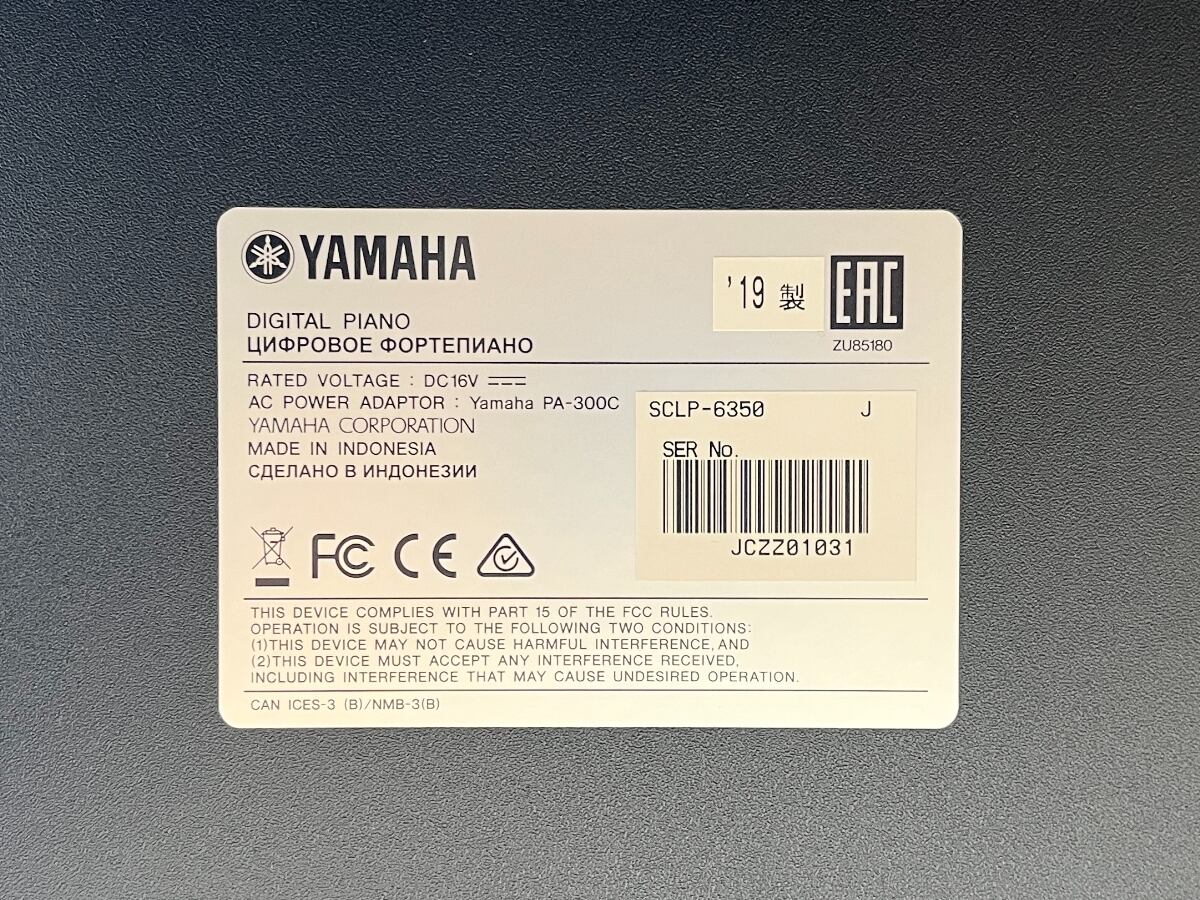 YAMAHA
'19 製
EAC
DIGITAL PIANO
ЦИФРОВОЕ ФОРТЕПИАНО
ZU85180
RATED VOLTAGE : DC16V
AC POWER ADAPTOR : Yamaha PA-300C
YAMAHA CORPORATION
MADE IN INDONESIA
СДЕЛАНО В ИНДОНЕЗИИ
SCLP-6350 J
SER No.
JCZZ01031
FC CE
THIS DEVICE COMPLIES WITH PART 15 OF THE FCC RULES.
OPERATION IS SUBJECT TO THE FOLLOWING TWO CONDITIONS:
(1)THIS DEVICE MAY NOT CAUSE HARMFUL INTERFERENCE,AND
(2)THIS DEVICE MUST ACCEPT ANY INTERFERENCE RECEIVED,
INCLUDING INTERFERENCE THAT MAY CAUSE UNDESIRED OPERATION.
CAN ICES-3 (B)/NMB-3(B)